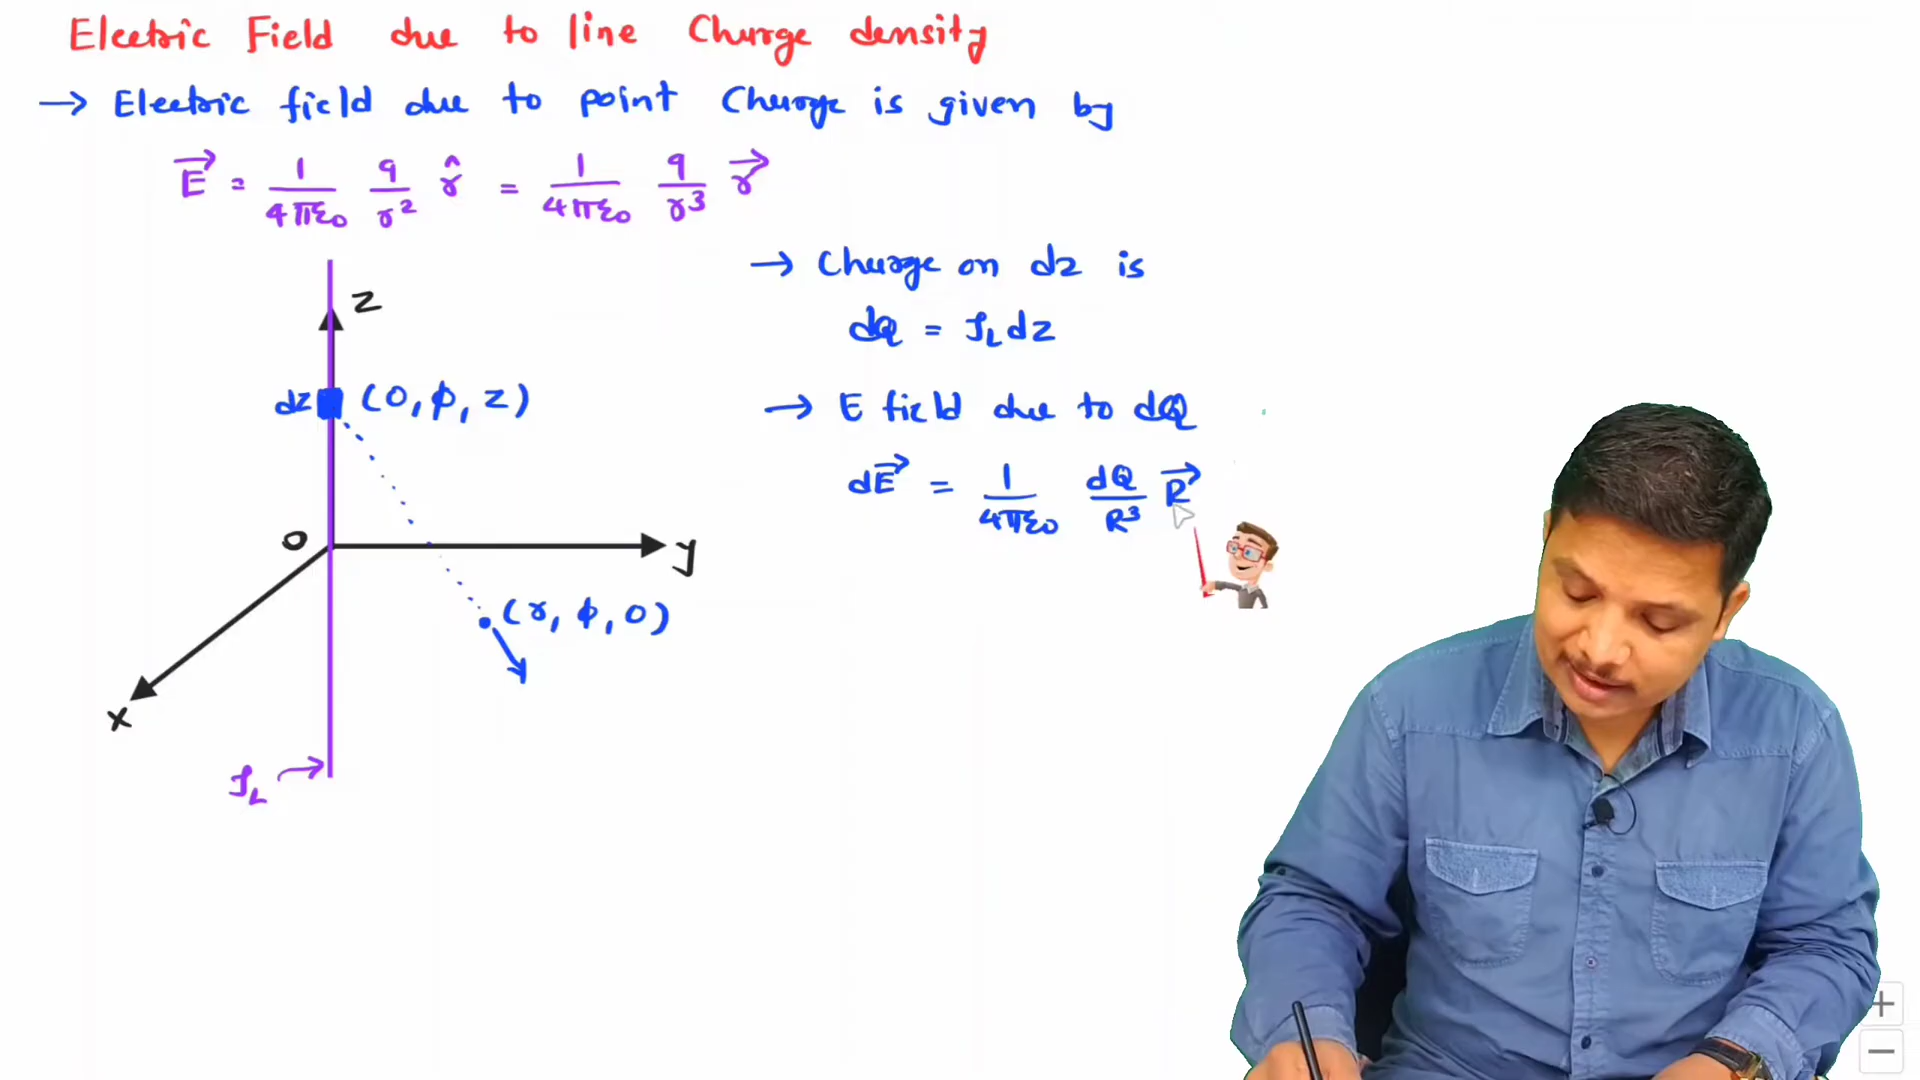 Electric Field due to line Charge density
→ Electric field due to point Charge is given by
E⃗ = 1/4πε0 q/r² r̂ = 1/4πε0 q/r³ r⃗
→ Charge on dz is
dQ = ρL dz
→ E field due to dQ
dE⃗ = 1/4πε0 dQ/R³ R⃗
z
dz (0, ϕ, z)
0
y
(r, ϕ, 0)
x
ρL →